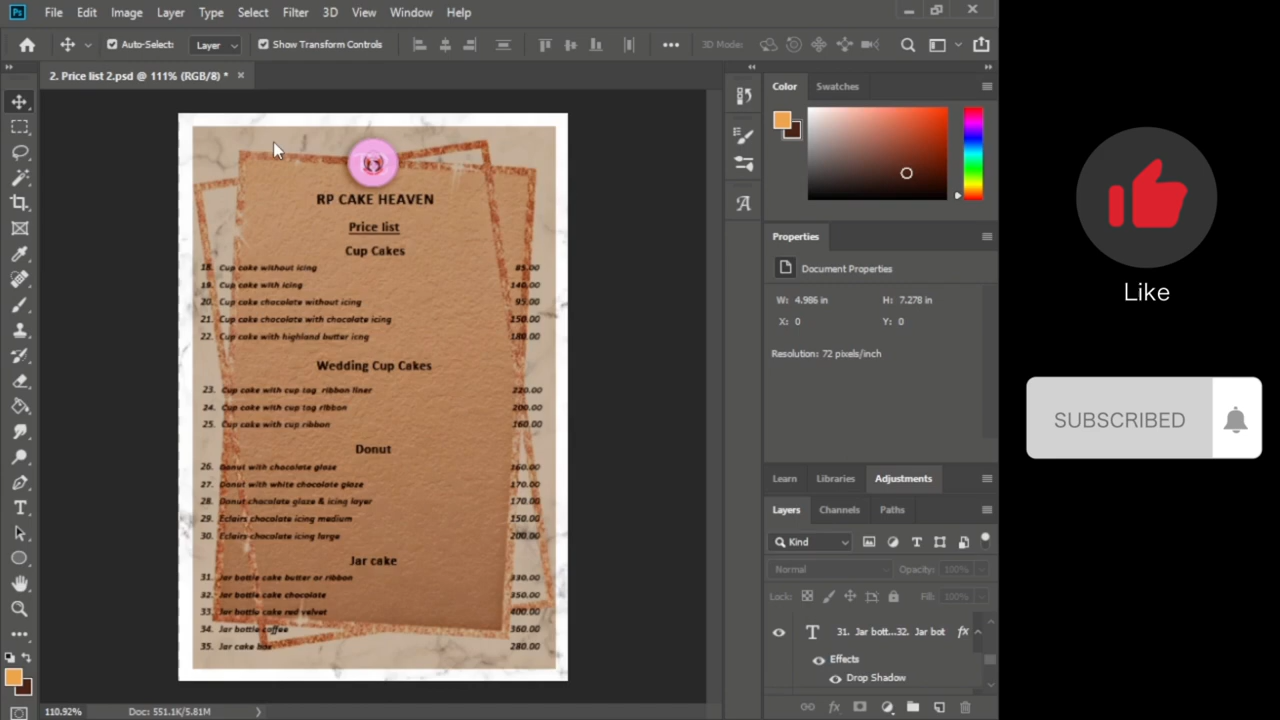 Ps File Edit Image Layer Type Select Filter 3D View Window Help
Auto-Select: Layer Show Transform Controls 3D Mode:
2. Price list 2.psd @ 111% (RGB/8) *
RP CAKE HEAVEN
Price list
Cup Cakes
18. Cup cake without icing 85.00
19. Cup cake with icing 140.00
20. Cup cake chocolate without icing 95.00
21. Cup cake chocolate with chocolate icing 150.00
22. Cup cake with highland butter icng 180.00
Wedding Cup Cakes
23. Cup cake with cup tag ribbon liner 220.00
24. Cup cake with cup tag ribbon 200.00
25. Cup cake with cup ribbon 160.00
Donut
26. Donut with chocolate glaze 160.00
27. Donut with white chocolate glaze 170.00
28. Donut chocolate glaze & icing layer 170.00
29. Eclairs chocolate icing medium 150.00
30. Eclairs chocolate icing large 200.00
Jar cake
31. Jar bottle cake butter or ribbon 330.00
32. Jar bottle cake chocolate 350.00
33. Jar bottle cake red velvet 400.00
34. Jar bottle coffee 360.00
35. Jar cake box 280.00
110.92% Doc: 551.1K/5.81M
Color Swatches
Properties
Document Properties
W: 4.986 in H: 7.278 in
X: 0 Y: 0
Resolution: 72 pixels/inch
Learn Libraries Adjustments
Layers Channels Paths
Kind
Normal Opacity: 100%
Lock: Fill: 100%
T 31. Jar bott...32. Jar bot fx
Effects
Drop Shadow
Like
SUBSCRIBED